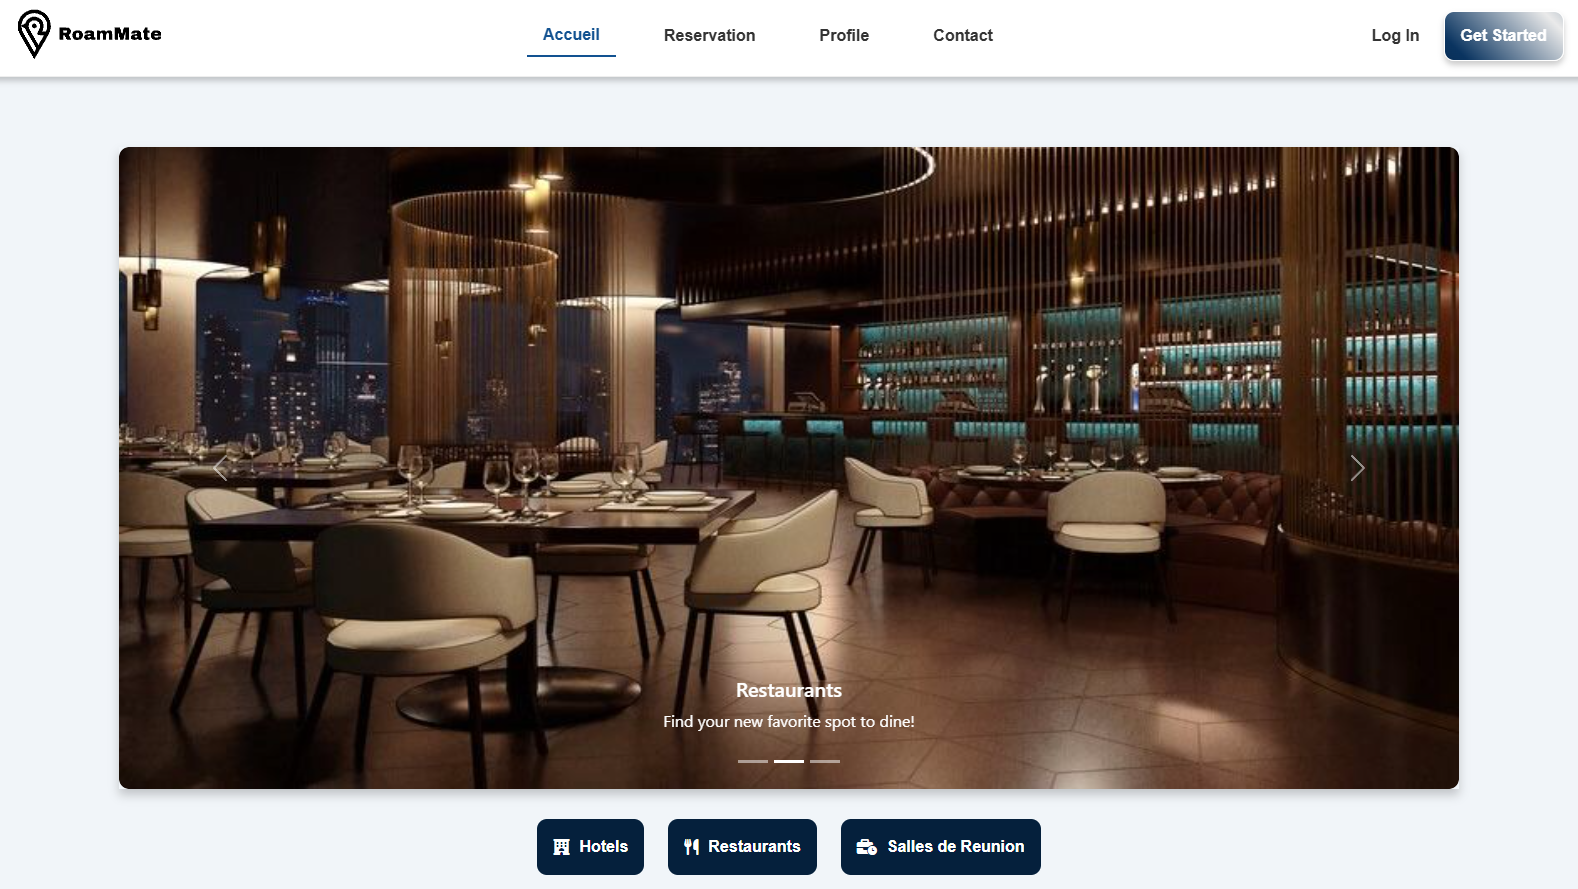 RoamMate
Accueil
Reservation
Profile
Contact
Log In
Get Started
Restaurants
Find your new favorite spot to dine!
Hotels
Restaurants
Salles de Reunion